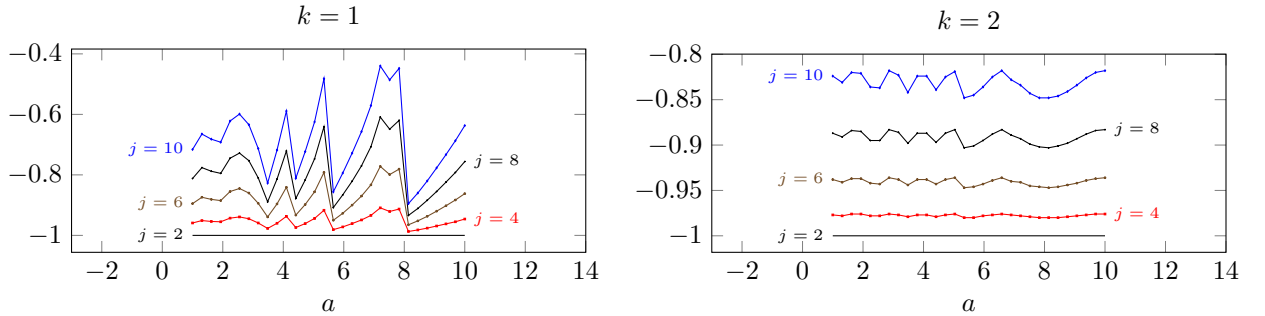 k = 1
−0.4
−0.6
−0.8
−1
j = 10
j = 8
j = 6
j = 4
j = 2
−2 0 2 4 6 8 10 12 14
a
k = 2
−0.8
−0.85
−0.9
−0.95
−1
j = 10
j = 8
j = 6
j = 4
j = 2
−2 0 2 4 6 8 10 12 14
a